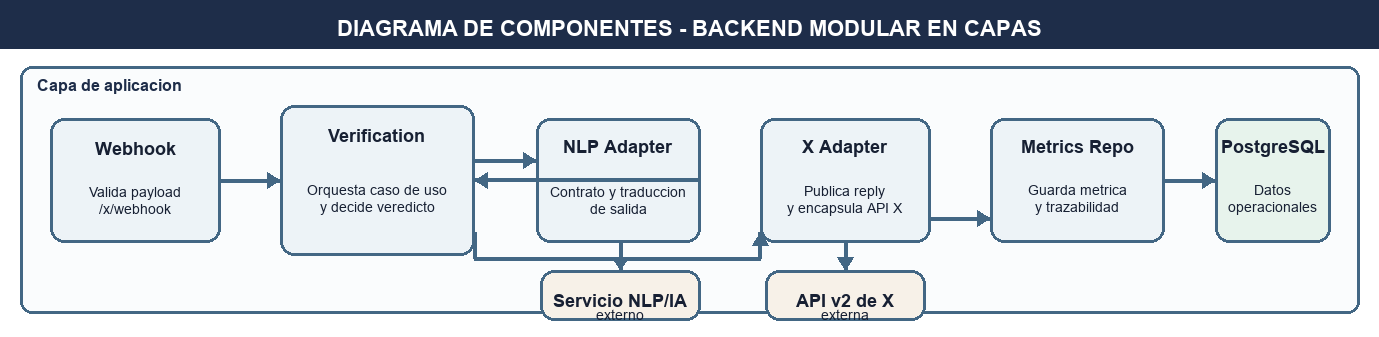 DIAGRAMA DE COMPONENTES - BACKEND MODULAR EN CAPAS
Capa de aplicacion
Webhook
Valida payload
/x/webhook
Verification
Orquesta caso de uso
y decide veredicto
NLP Adapter
Contrato y traduccion
de salida
X Adapter
Publica reply
y encapsula API X
Metrics Repo
Guarda metrica
y trazabilidad
PostgreSQL
Datos
operacionales
Servicio NLP/IA
externo
API v2 de X
externa